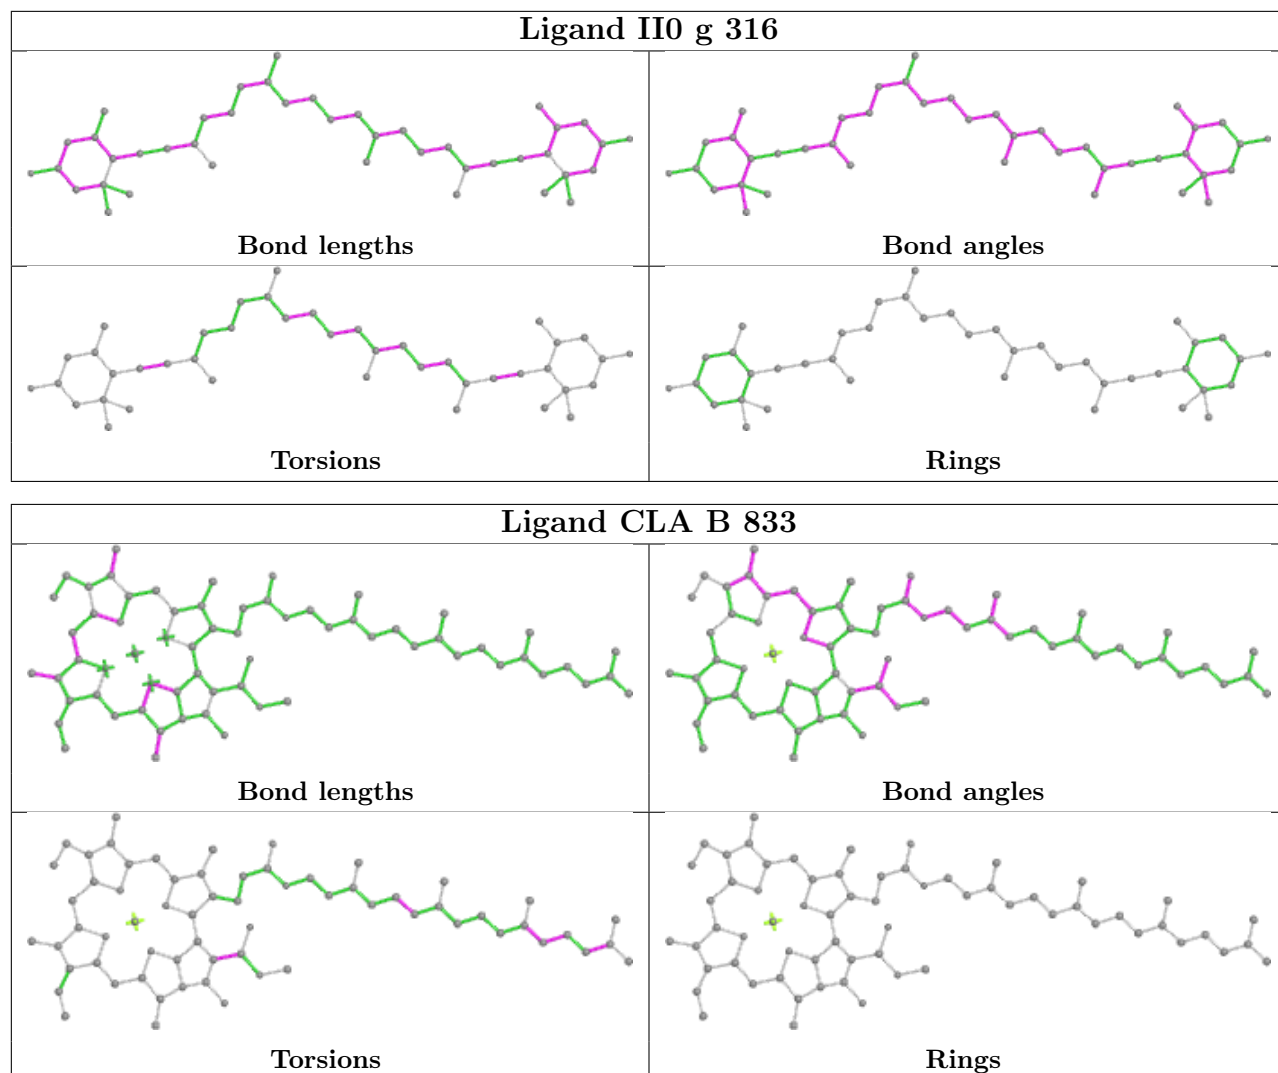 Ligand II0 g 316
Bond lengths
Bond angles
Torsions
Rings
Ligand CLA B 833
Bond lengths
Bond angles
Torsions
Rings